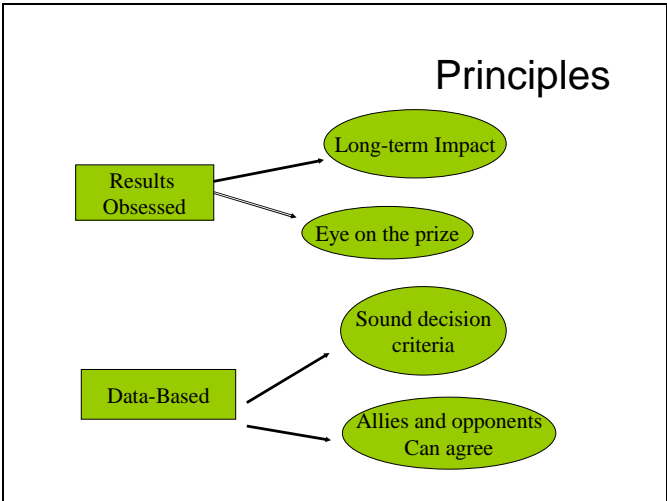 Principles
Long-term Impact
Results
Obsessed
Eye on the prize
Sound decision
criteria
Data-Based
Allies and opponents
Can agree